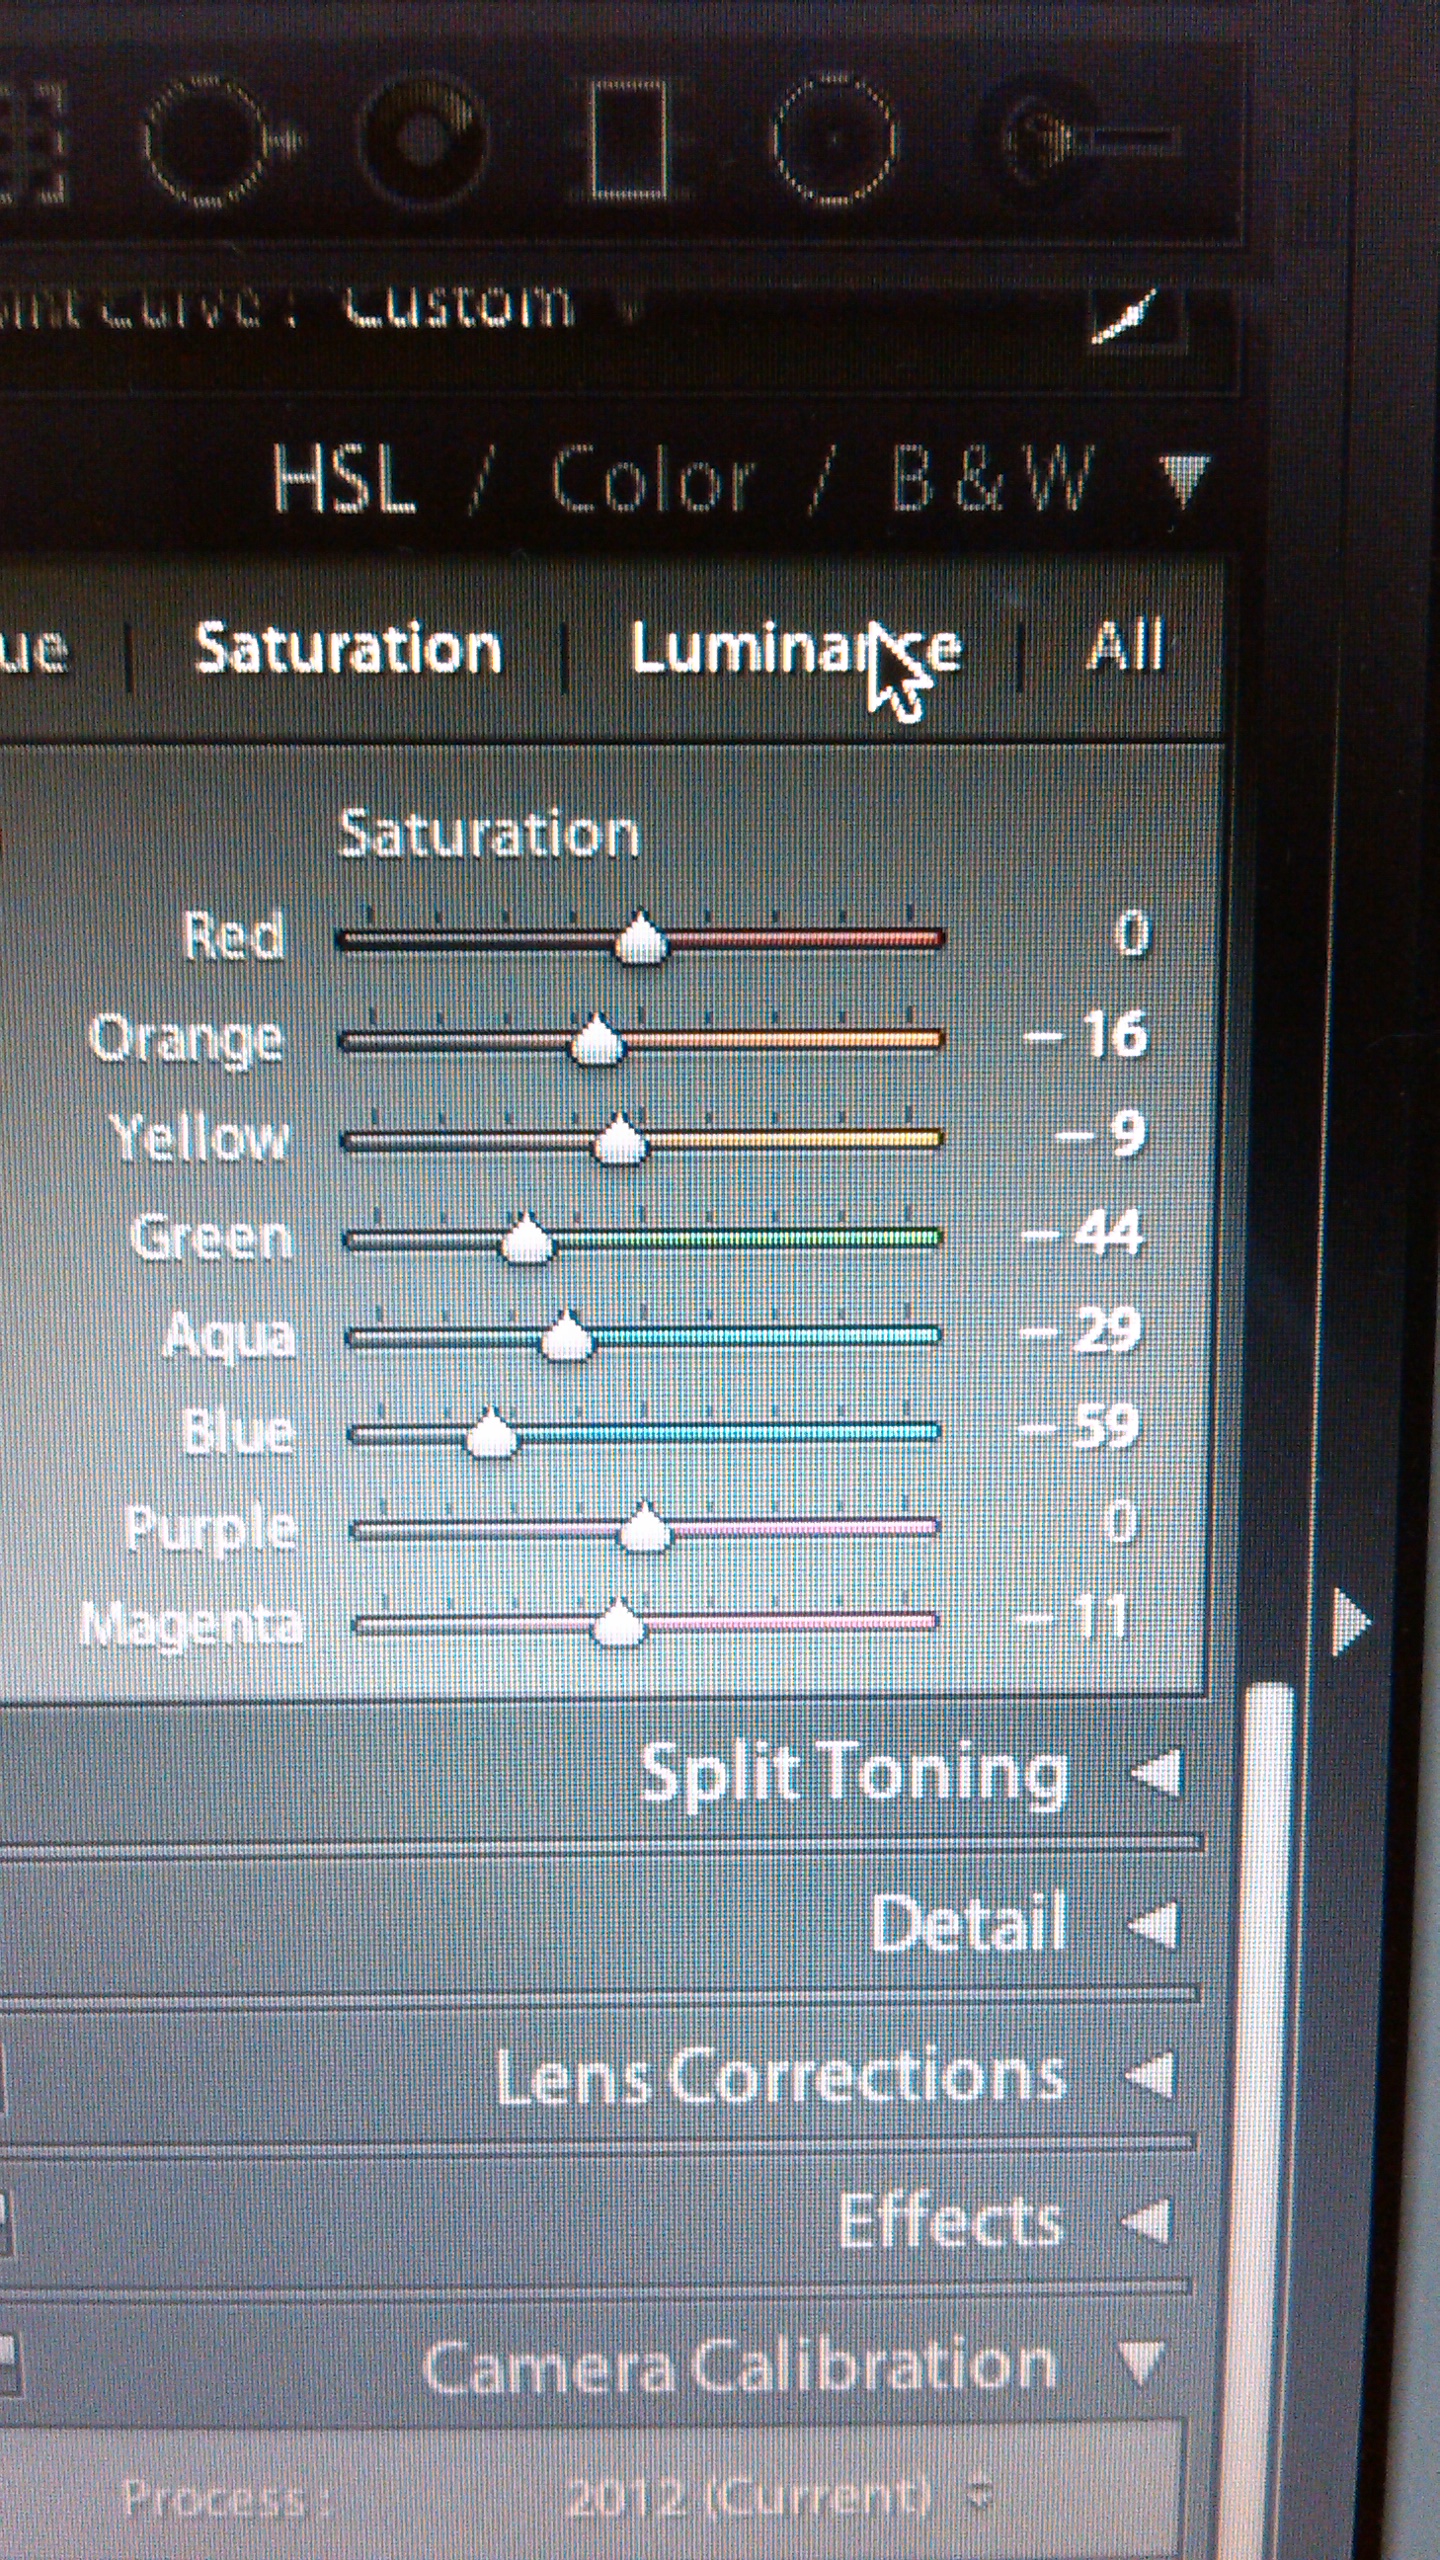 Curve : Custom
HSL / Color / B & W
Saturation | Luminance | All
Saturation
Red 0
Orange – 16
Yellow – 9
Green – 44
Aqua – 29
Blue – 59
Purple 0
Magenta – 11
Split Toning
Detail
Lens Corrections
Effects
Camera Calibration
Process : 2012 (Current)